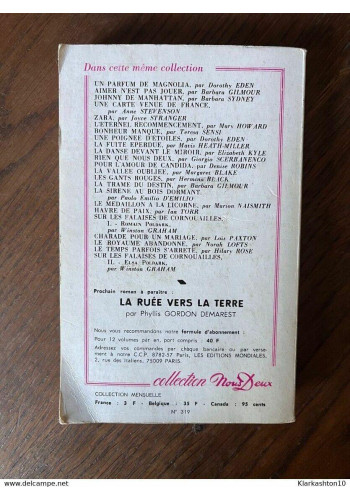 Dans cette même collection
UN PARFUM DE MAGNOLIA, par Dorothy EDEN
AIMER N'EST PAS JOUER, par Barbara GILMOUR
JOHNNY DE MANHATTAN, par Barbara SYDNEY
UNE CARTE VENUE DE FRANCE,
par Anne STEVENSON
ZARA, par Joyce STRANGER
L'ETERNEL RECOMMENCEMENT, par Mary HOWARD
BONHEUR MANQUE, par Teresa SENSI
UNE POIGNEE D'ETOILES, par Dorothy EDEN
LA FUITE EPERDUE, par Mavis HEATH-MILLER
LA DANSE DEVANT LE MIROIR, par Elizabeth KYLE
RIEN QUE NOUS DEUX, par Giorgio SCERBANENCO
POUR L'AMOUR DE CANDIDA, par Denise ROBINS
LA VALLEE OUBLIEE, par Margaret BLAKE
LES GANTS ROUGES, par Hermina BLACK
LA TRAME DU DESTIN, par Barbara GILMOUR
LA SIRENE AU BOIS DORMANT,
par Paola Emilia D'EMILIO
LE MEDAILLON A LA LICORNE, par Marion NAISMITH
HAVRE DE PAIX, par Ian TORR
SUR LES FALAISES DE CORNOUAILLES.
I. - ROMAIN POLDARK,
par Winston GRAHAM
CHARADE POUR UN MARIAGE, par Lois PAXTON
LE ROYAUME ABANDONNE, par Norah LOFTS
LE TEMPS PARFOIS S'ARRETE, par Hilary ROSE
SUR LES FALAISES DE CORNOUAILLES.
II. - ELSA POLDARK,
par Winston GRAHAM
Prochain roman à paraître :
LA RUÉE VERS LA TERRE
par Phyllis GORDON DEMAREST
Nous vous recommandons notre formule d'abonnement :
Pour 12 volumes par an, port compris : 40 F
Adressez vos commandes par chèque bancaire ou par verse-
ment à notre C.C.P. 8782-57 Paris, LES EDITIONS MONDIALES,
2, rue des Italiens, 75009 PARIS.
collection Nous Deux
COLLECTION MENSUELLE
France : 3 F - Belgique : 35 F - Canada : 95 cents
N° 219
delcampe.net
philantillon10